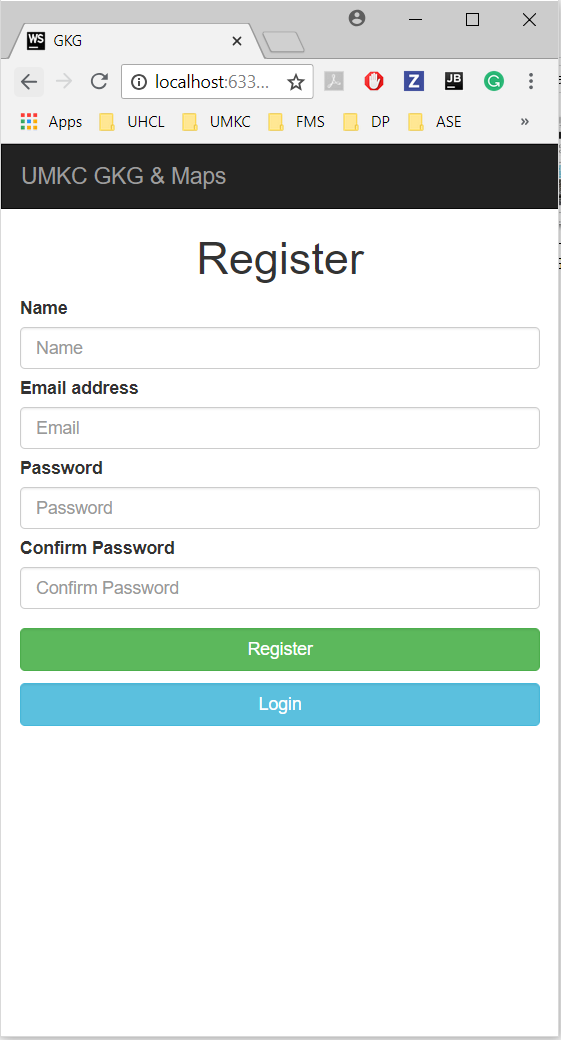 WS GKG
localhost:633...
Z JB G
Apps UHCL UMKC FMS DP ASE »
UMKC GKG & Maps
Register
Name
Name
Email address
Email
Password
Password
Confirm Password
Confirm Password
Register
Login